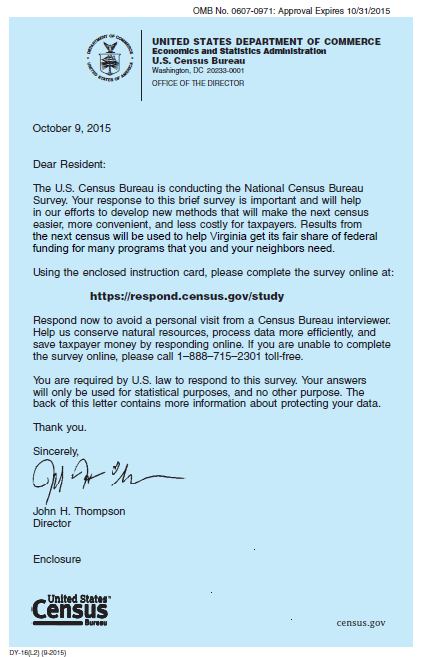 OMB No. 0607-0971: Approval Expires 10/31/2015
DEPARTMENT OF COMMERCE
UNITED STATES OF AMERICA
UNITED STATES DEPARTMENT OF COMMERCE
Economics and Statistics Administration
U.S. Census Bureau
Washington, DC 20233-0001
OFFICE OF THE DIRECTOR
October 9, 2015
Dear Resident:
The U.S. Census Bureau is conducting the National Census Bureau
Survey. Your response to this brief survey is important and will help
in our efforts to develop new methods that will make the next census
easier, more convenient, and less costly for taxpayers. Results from
the next census will be used to help Virginia get its fair share of federal
funding for many programs that you and your neighbors need.
Using the enclosed instruction card, please complete the survey online at:
https://respond.census.gov/study
Respond now to avoid a personal visit from a Census Bureau interviewer.
Help us conserve natural resources, process data more efficiently, and
save taxpayer money by responding online. If you are unable to complete
the survey online, please call 1–888–715–2301 toll-free.
You are required by U.S. law to respond to this survey. Your answers
will only be used for statistical purposes, and no other purpose. The
back of this letter contains more information about protecting your data.
Thank you.
Sincerely,
John H. Thompson
Director
Enclosure
United States™
Census
Bureau
census.gov
DY-16(L2) (9-2015)